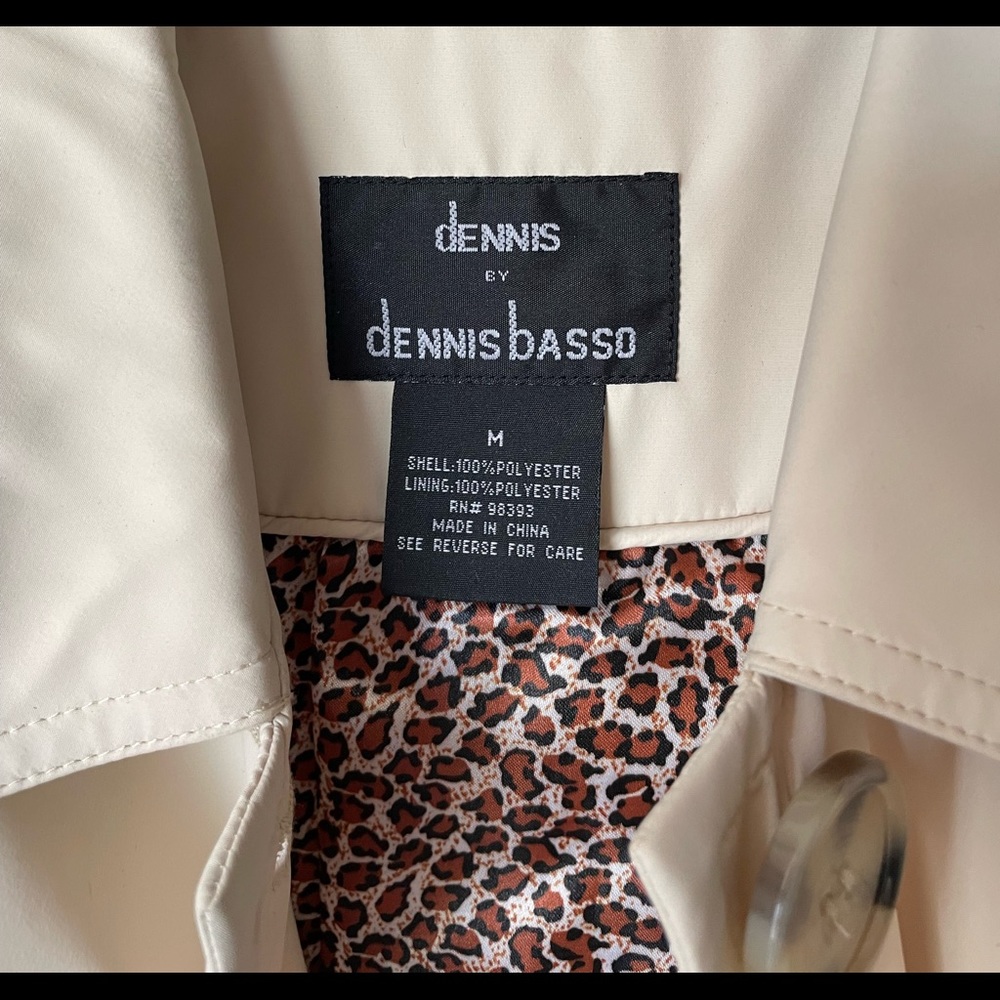 dENNIS
BY
dENNIS bASSO
M
SHELL:100%POLYESTER
LINING:100%POLYESTER
RN# 98393
MADE IN CHINA
SEE REVERSE FOR CARE